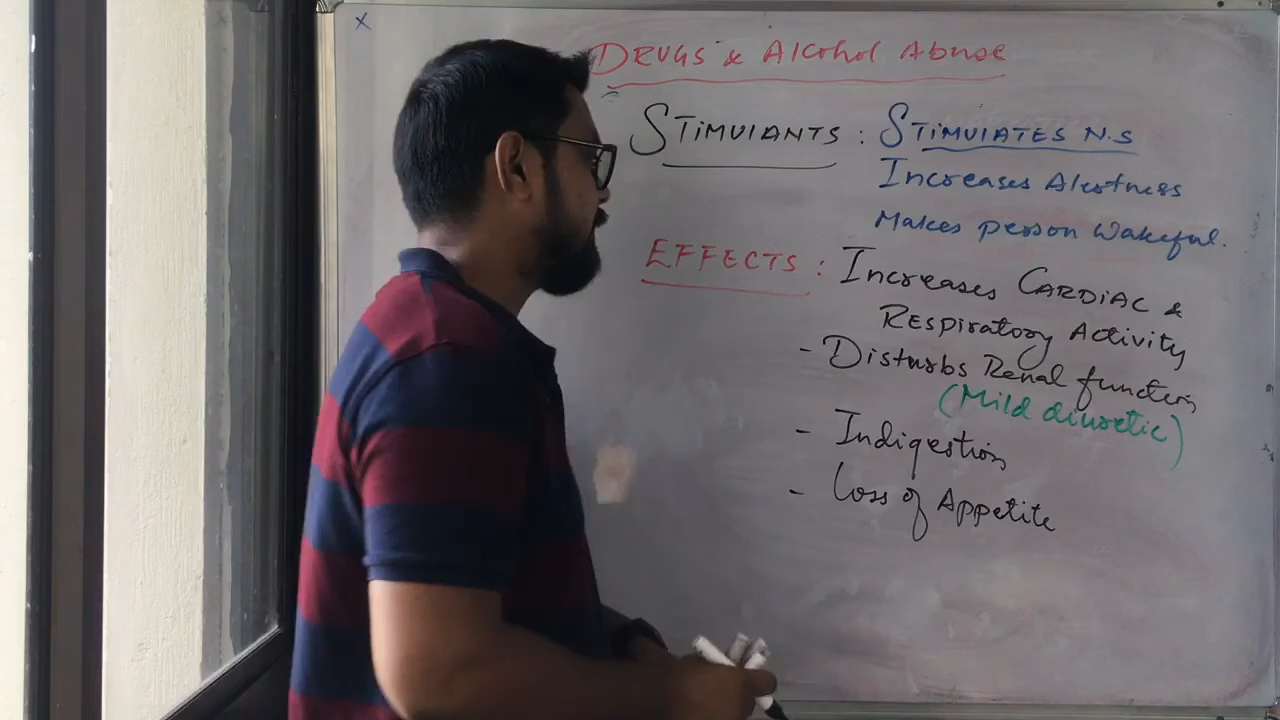 x
DRUGS & Alcohol Abuse
STIMULANTS : STIMULATES N.S
Increases Alertness
Makes person Wakeful.
EFFECTS : Increases CARDIAC &
RESpiratory Activity
- Disturbs Renal function
(Mild diuretic)
- Indigestion
- Loss of Appetite